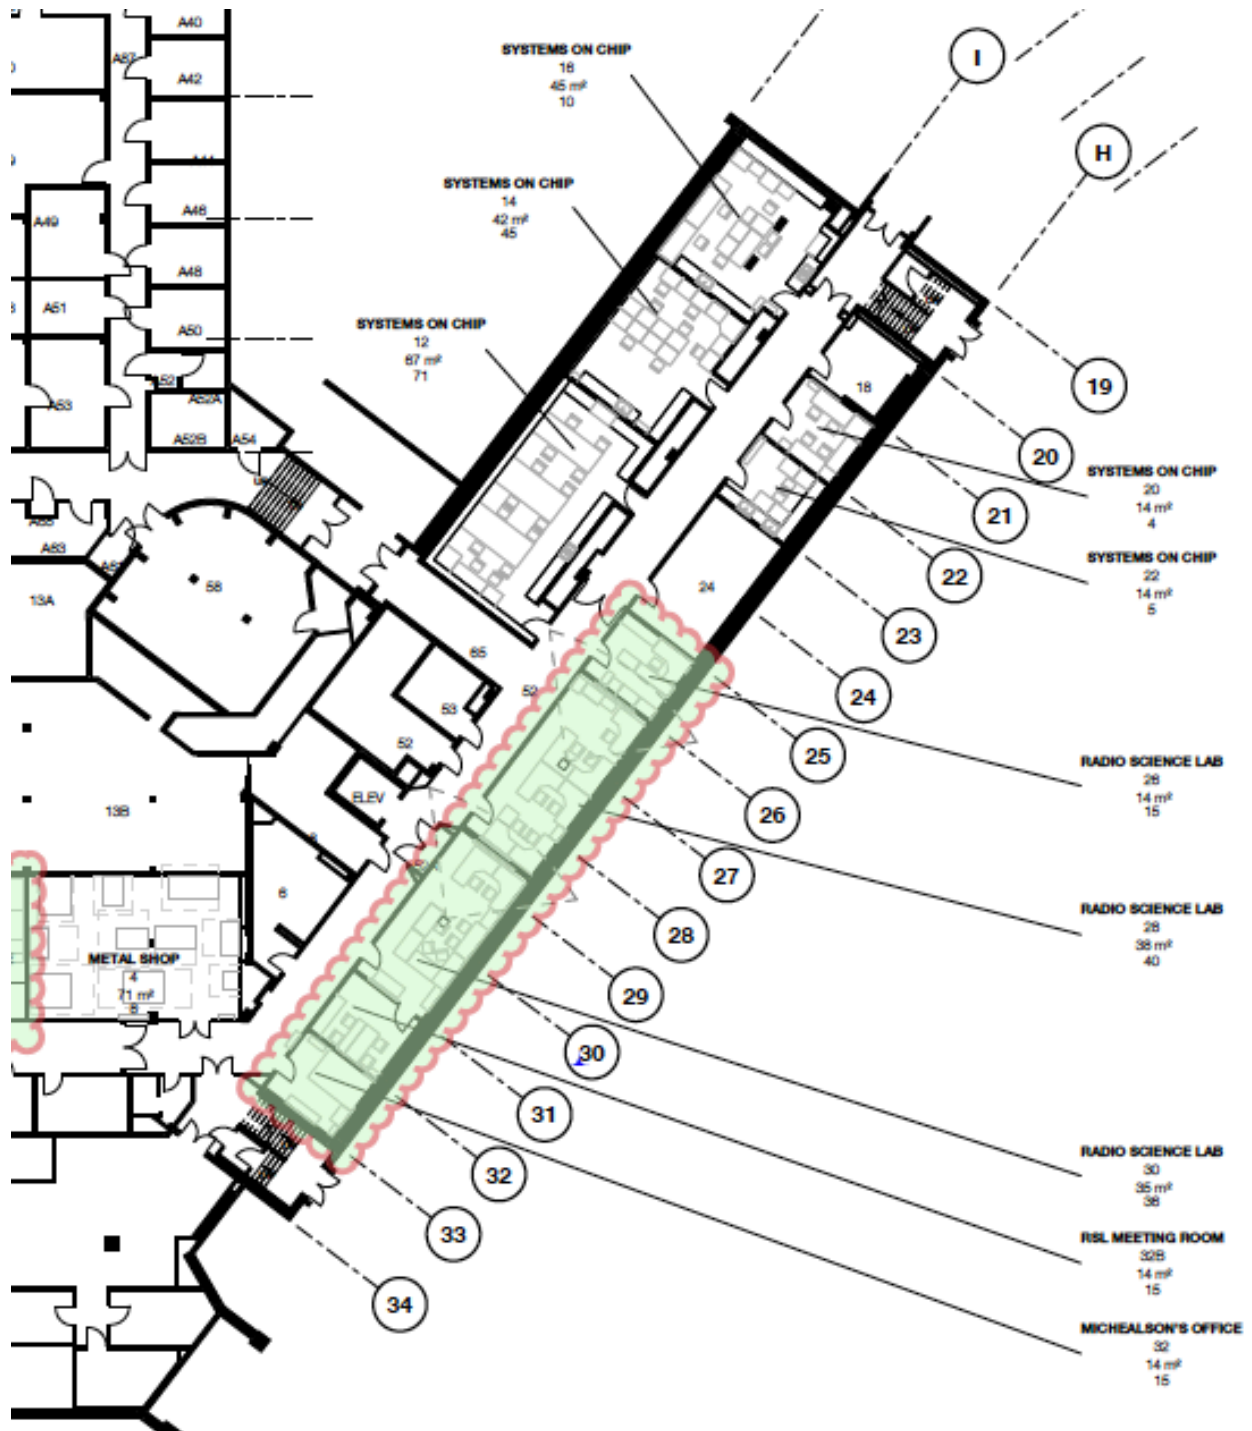 A40
A67
A42
A46
A49
A48
A51
A50
A52
A52A
A53
A52B
A54
A63
13A
58
SYSTEMS ON CHIP
16
45 m²
10
SYSTEMS ON CHIP
14
42 m²
45
SYSTEMS ON CHIP
12
67 m²
71
I
H
18
19
20
21
22
23
24
24
25
26
27
28
29
30
31
32
33
34
SYSTEMS ON CHIP
20
14 m²
4
SYSTEMS ON CHIP
22
14 m²
5
65
52
53
52
ELEV
13B
6
METAL SHOP
4
71 m²
8
RADIO SCIENCE LAB
28
14 m²
15
RADIO SCIENCE LAB
28
38 m²
40
RADIO SCIENCE LAB
30
35 m²
38
RSL MEETING ROOM
32B
14 m²
15
MICHEALSON'S OFFICE
32
14 m²
15